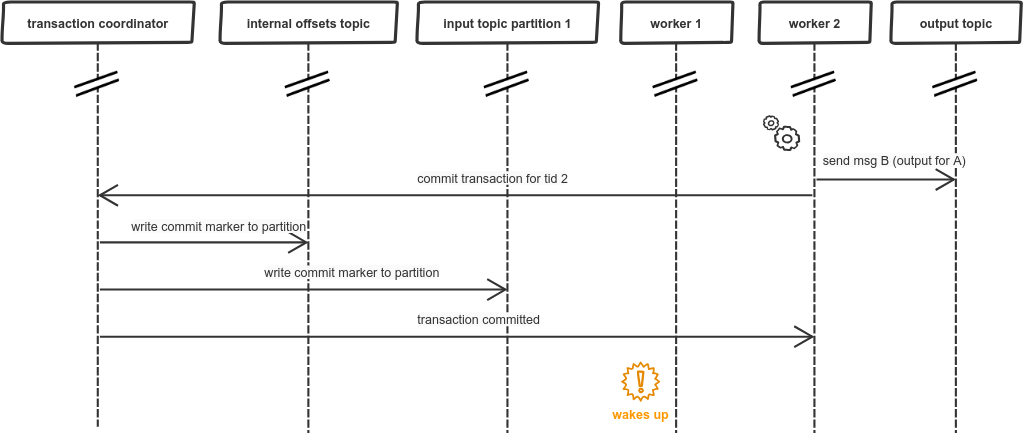 transaction coordinator
internal offsets topic
input topic partition 1
worker 1
worker 2
output topic
send msg B (output for A)
commit transaction for tid 2
write commit marker to partition
write commit marker to partition
transaction committed
wakes up